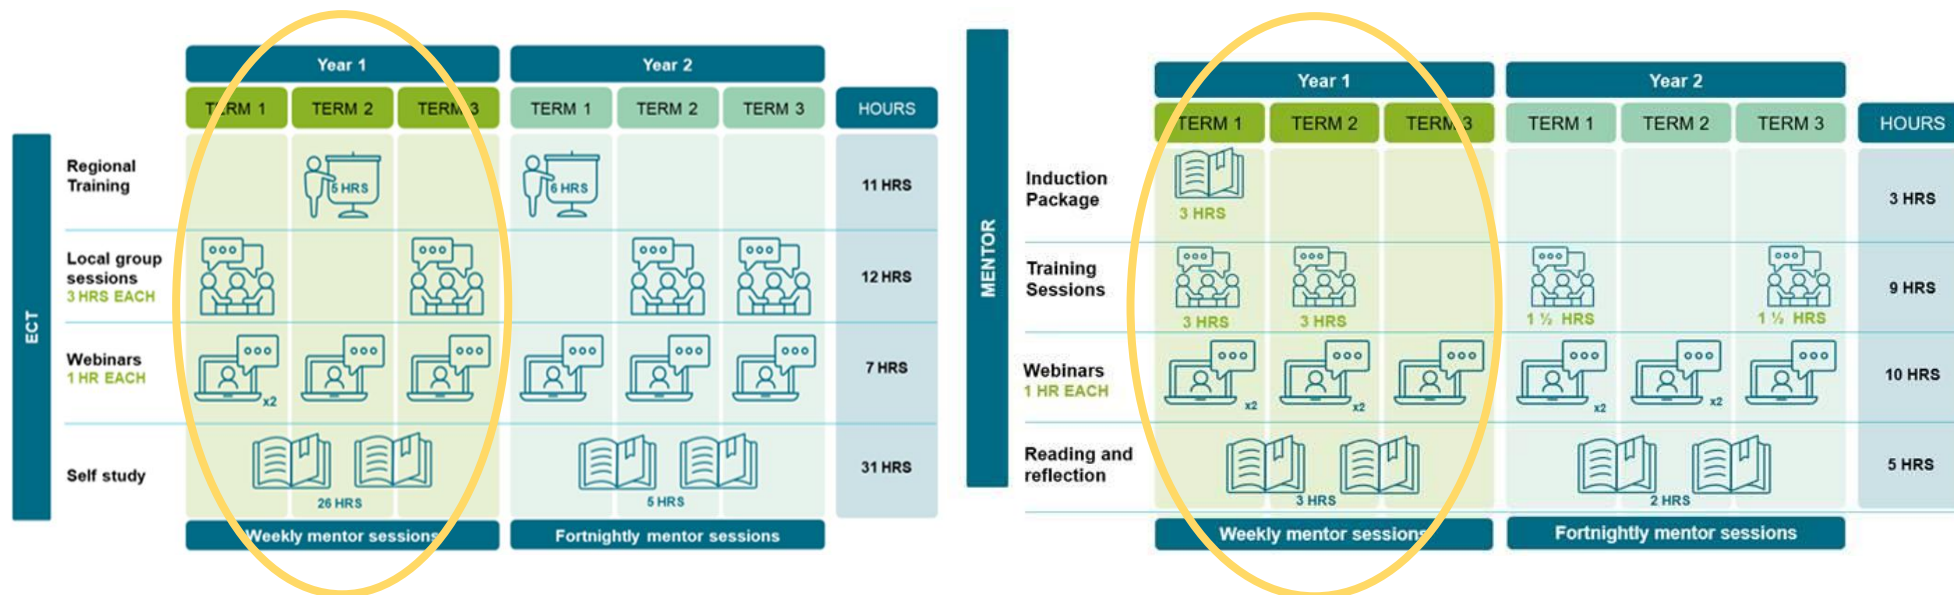 Year 1
Year 2
TERM 1
TERM 2
TERM 3
TERM 1
TERM 2
TERM 3
HOURS
ECT
Regional
Training
5 HRS
6 HRS
11 HRS
Local group
sessions
3 HRS EACH
12 HRS
Webinars
1 HR EACH
x2
7 HRS
Self study
26 HRS
5 HRS
31 HRS
Weekly mentor sessions
Fortnightly mentor sessions
Year 1
Year 2
TERM 1
TERM 2
TERM 3
TERM 1
TERM 2
TERM 3
HOURS
MENTOR
Induction
Package
3 HRS
3 HRS
Training
Sessions
3 HRS
3 HRS
1 ½ HRS
1 ½ HRS
9 HRS
Webinars
1 HR EACH
x2
x2
x2
x2
10 HRS
Reading and
reflection
3 HRS
2 HRS
5 HRS
Weekly mentor sessions
Fortnightly mentor sessions